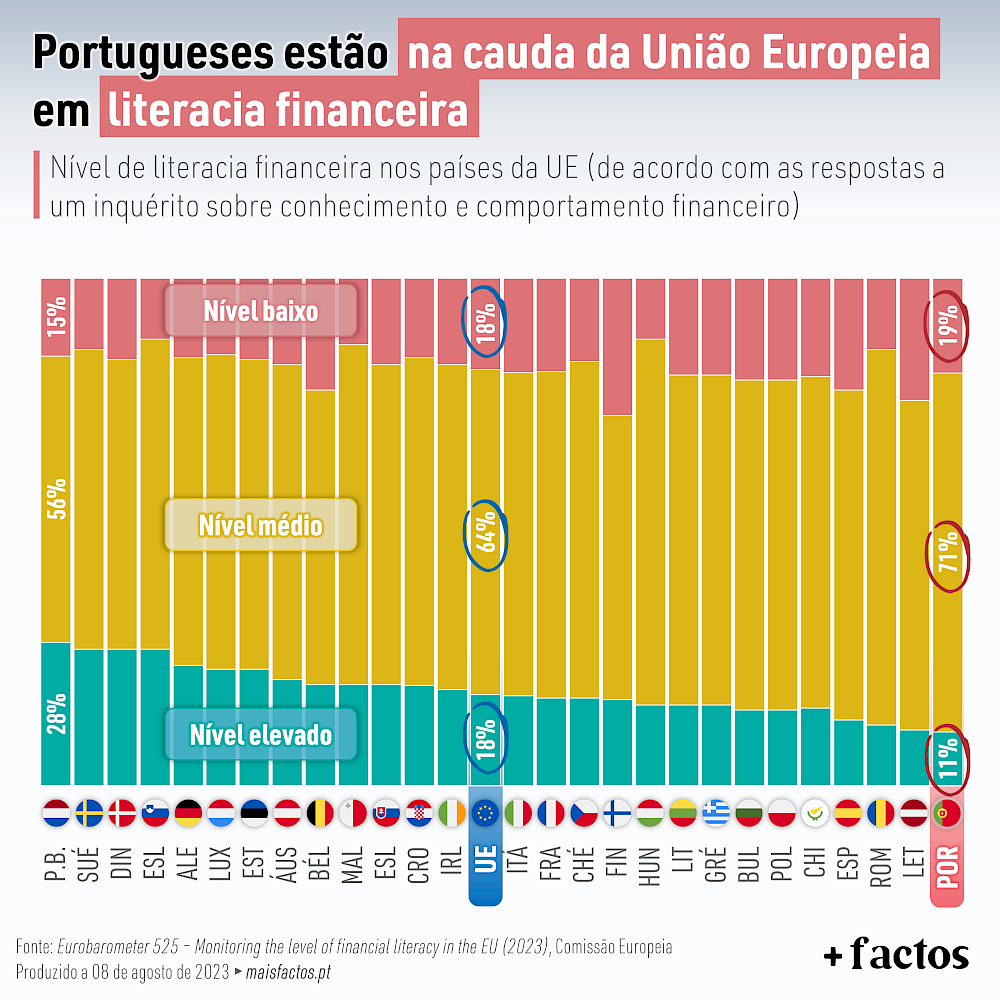 Portugueses estão na cauda da União Europeia
em literacia financeira
Nível de literacia financeira nos países da UE (de acordo com as respostas a
um inquérito sobre conhecimento e comportamento financeiro)
15%
Nível baixo
18%
19%
56%
Nível médio
64%
71%
28%
Nível elevado
18%
11%
P.B. SUÉ DIN ESL ALE LUX EST ÁUS BÉL MAL ESL CRO IRL UE ITÁ FRA CHÉ FIN HUN LIT GRÉ BUL POL CHI ESP ROM LET POR
Fonte: Eurobarometer 525 – Monitoring the level of financial literacy in the EU (2023), Comissão Europeia
Produzido a 08 de agosto de 2023 ▸ maisfactos.pt
+factos